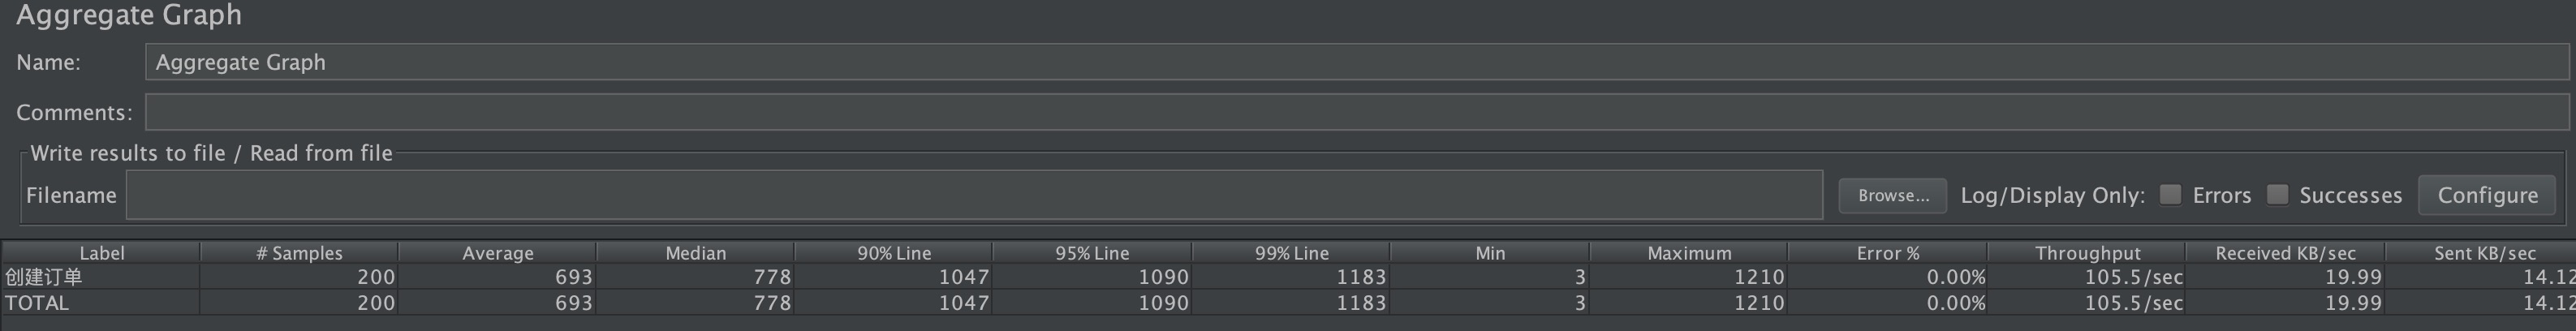 Aggregate Graph
Name: Aggregate Graph
Comments:
Write results to file / Read from file
Filename Browse... Log/Display Only: Errors Successes Configure
Label # Samples Average Median 90% Line 95% Line 99% Line Min Maximum Error % Throughput Received KB/sec Sent KB/sec
创建订单 200 693 778 1047 1090 1183 3 1210 0.00% 105.5/sec 19.99 14.12
TOTAL 200 693 778 1047 1090 1183 3 1210 0.00% 105.5/sec 19.99 14.12